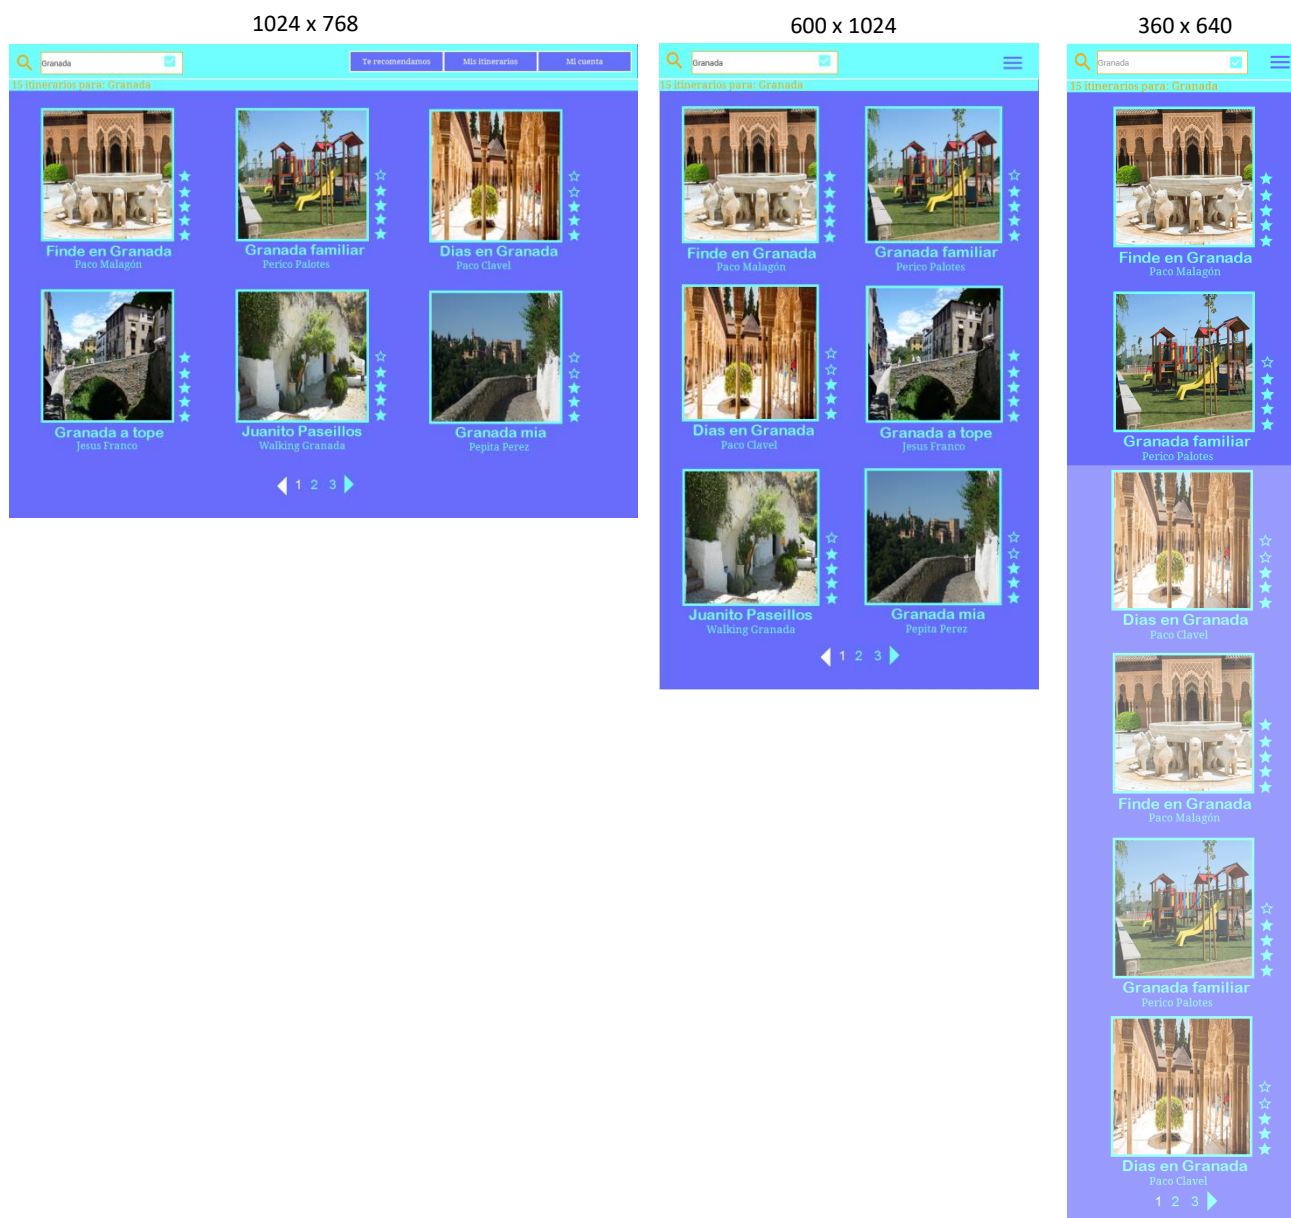 1024 x 768
Granada
Te recomendamos
Mis itinerarios
Mi cuenta
15 itinerarios para: Granada
Finde en Granada
Paco Malagón
Granada familiar
Perico Palotes
Dias en Granada
Paco Clavel
Granada a tope
Jesus Franco
Juanito Paseillos
Walking Granada
Granada mia
Pepita Perez
1 2 3
600 x 1024
Granada
15 itinerarios para: Granada
Finde en Granada
Paco Malagón
Granada familiar
Perico Palotes
Dias en Granada
Paco Clavel
Granada a tope
Jesus Franco
Juanito Paseillos
Walking Granada
Granada mia
Pepita Perez
1 2 3
360 x 640
Granada
15 itinerarios para: Granada
Finde en Granada
Paco Malagón
Granada familiar
Perico Palotes
Dias en Granada
Paco Clavel
Finde en Granada
Paco Malagón
Granada familiar
Perico Palotes
Dias en Granada
Paco Clavel
1 2 3